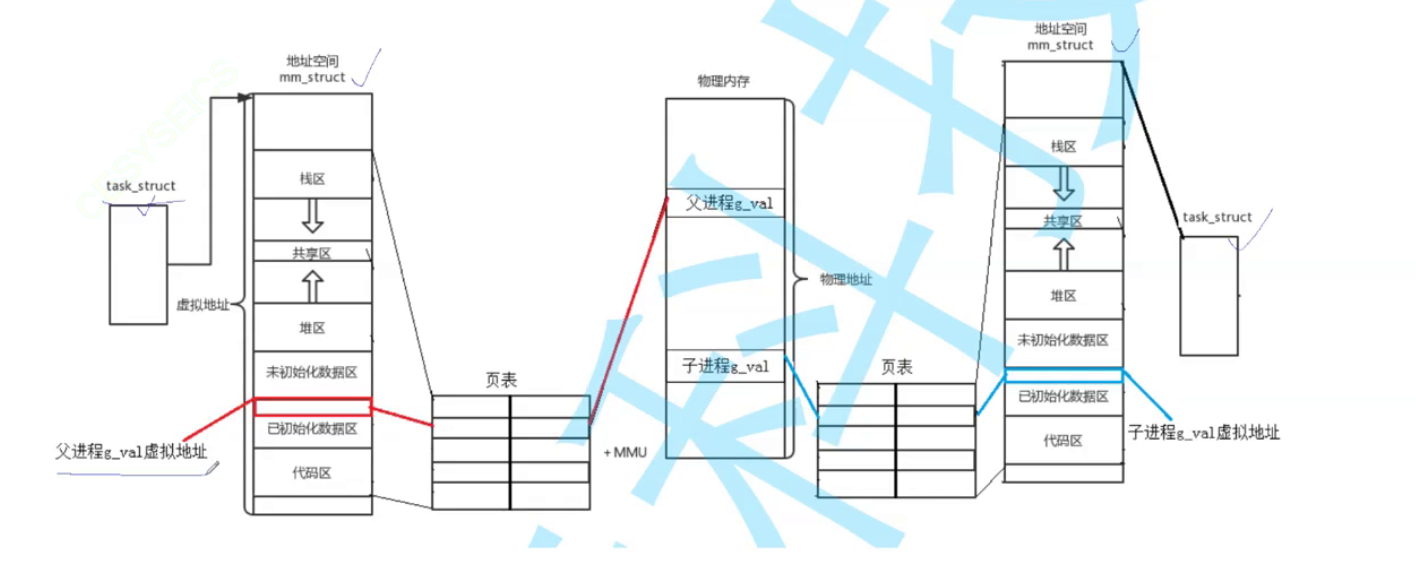 地址空间
mm_struct
task_struct
栈区
共享区
虚拟地址
堆区
未初始化数据区
已初始化数据区
代码区
父进程g_val虚拟地址
页表
+ MMU
物理内存
父进程g_val
物理地址
子进程g_val
页表
地址空间
mm_struct
栈区
共享区
堆区
未初始化数据区
已初始化数据区
代码区
task_struct
子进程g_val虚拟地址